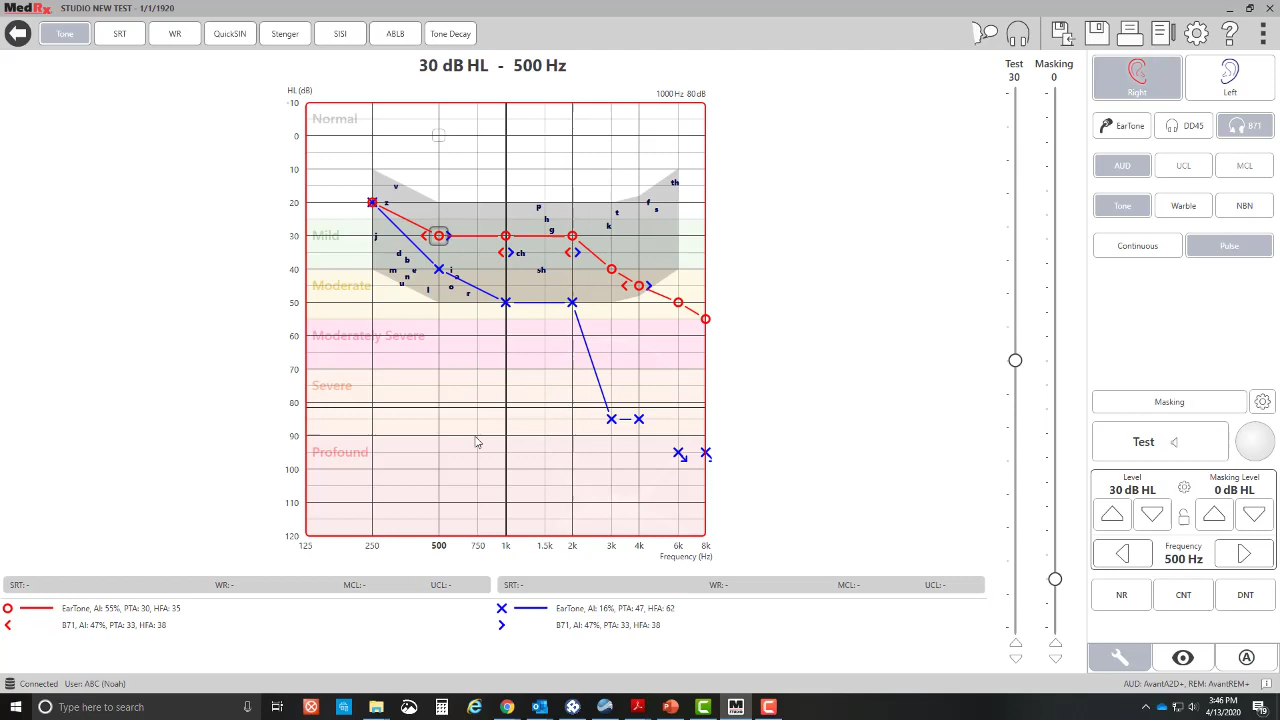 MedRx STUDIO NEW TEST - 1/1/1920
Tone SRT WR QuickSIN Stenger SISI ABLB Tone Decay
30 dB HL - 500 Hz
HL (dB) 1000 Hz 80 dB
-10
Normal
0
10
th
v
20 z p f s
h t
g k
Mild j
30
d ch
b
40 m e i sh
n a
Moderate u l o r
50
60 Moderately Severe
70
Severe
80
90
Profound
100
110
120
125 250 500 750 1k 1.5k 2k 3k 4k 6k 8k
Frequency (Hz)
SRT: - WR: - MCL: - UCL: - SRT: - WR: - MCL: - UCL: -
EarTone, AI: 55%, PTA: 30, HFA: 35 EarTone, AI: 16%, PTA: 47, HFA: 62
B71, AI: 47%, PTA: 33, HFA: 38 B71, AI: 47%, PTA: 33, HFA: 38
Test Masking
30 0
Right Left
EarTone DD45 B71
AUD UCL MCL
Tone Warble NBN
Continuous Pulse
Masking
Test
Level Masking Level
30 dB HL 0 dB HL
Frequency
500 Hz
NR CNT DNT
A
Connected User: ABC (Noah) AUD: AvantA2D+, REM: AvantREM+
Type here to search
3:46 PM
4/13/2020